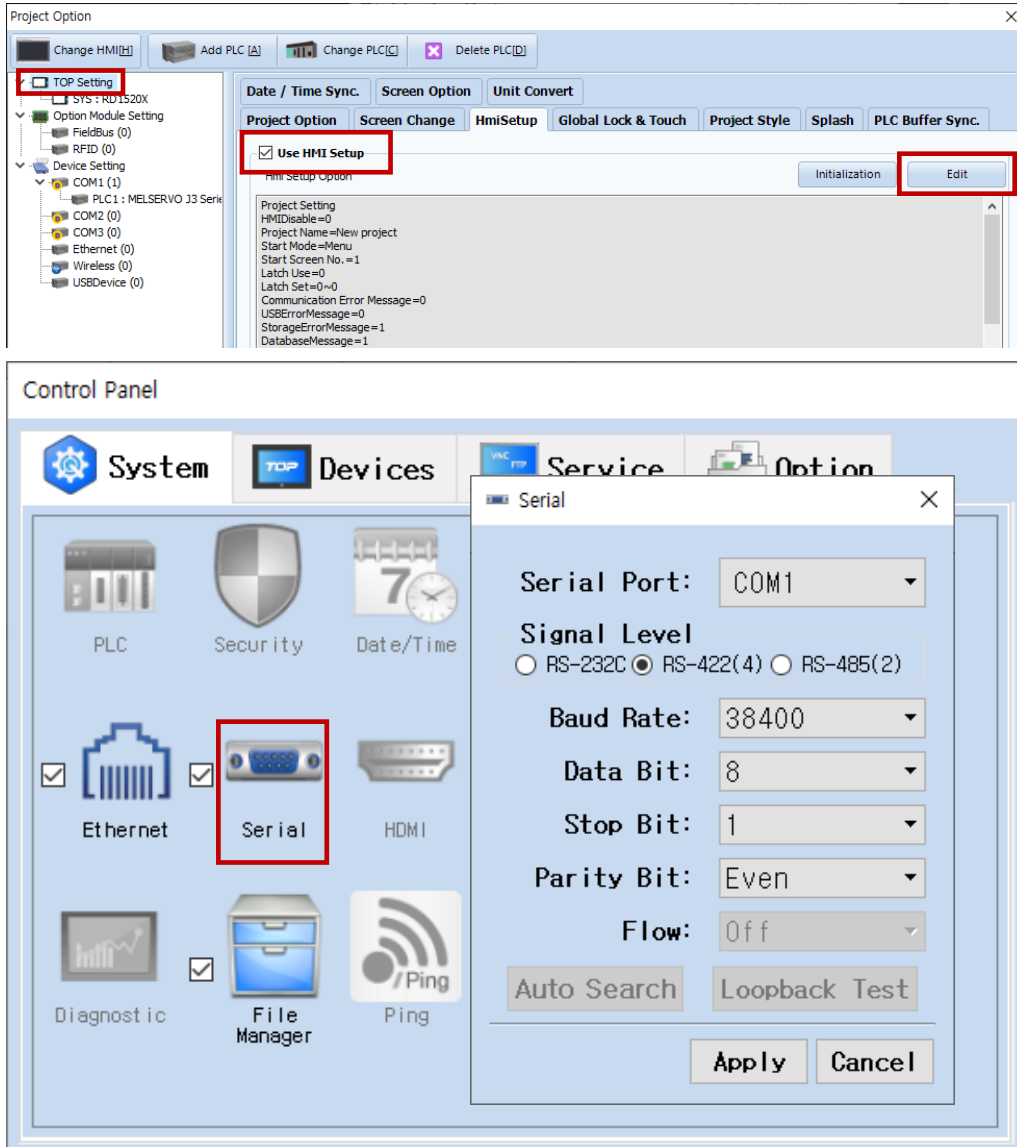 Project Option
Change HMI[H] Add PLC [A] Change PLC[C] Delete PLC[D]
TOP Setting
SYS : RD1520X
Option Module Setting
FieldBus (0)
RFID (0)
Device Setting
COM1 (1)
PLC1 : MELSERVO J3 Serie
COM2 (0)
COM3 (0)
Ethernet (0)
Wireless (0)
USBDevice (0)
Date / Time Sync. Screen Option Unit Convert
Project Option Screen Change HmiSetup Global Lock & Touch Project Style Splash PLC Buffer Sync.
Use HMI Setup
Hmi Setup Option
Initialization Edit
Project Setting
HMIDisable=0
Project Name=New project
Start Mode=Menu
Start Screen No.=1
Latch Use=0
Latch Set=0~0
Communication Error Message=0
USBErrorMessage=0
StorageErrorMessage=1
DatabaseMessage=1
Control Panel
System TOP Devices VNC FTP Service Option
PLC Security 7 Date/Time
Ethernet Serial HDMI
Diagnostic File Manager /Ping Ping
Serial
Serial Port: COM1
Signal Level
RS-232C RS-422(4) RS-485(2)
Baud Rate: 38400
Data Bit: 8
Stop Bit: 1
Parity Bit: Even
Flow: Off
Auto Search Loopback Test
Apply Cancel